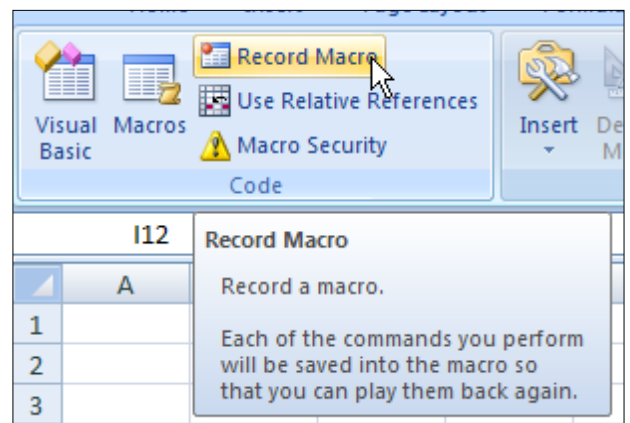 Record Macro
Use Relative References
Visual Basic
Macros
Macro Security
Insert
Code
I12
Record Macro
A
Record a macro.
1
Each of the commands you perform
2
will be saved into the macro so
that you can play them back again.
3